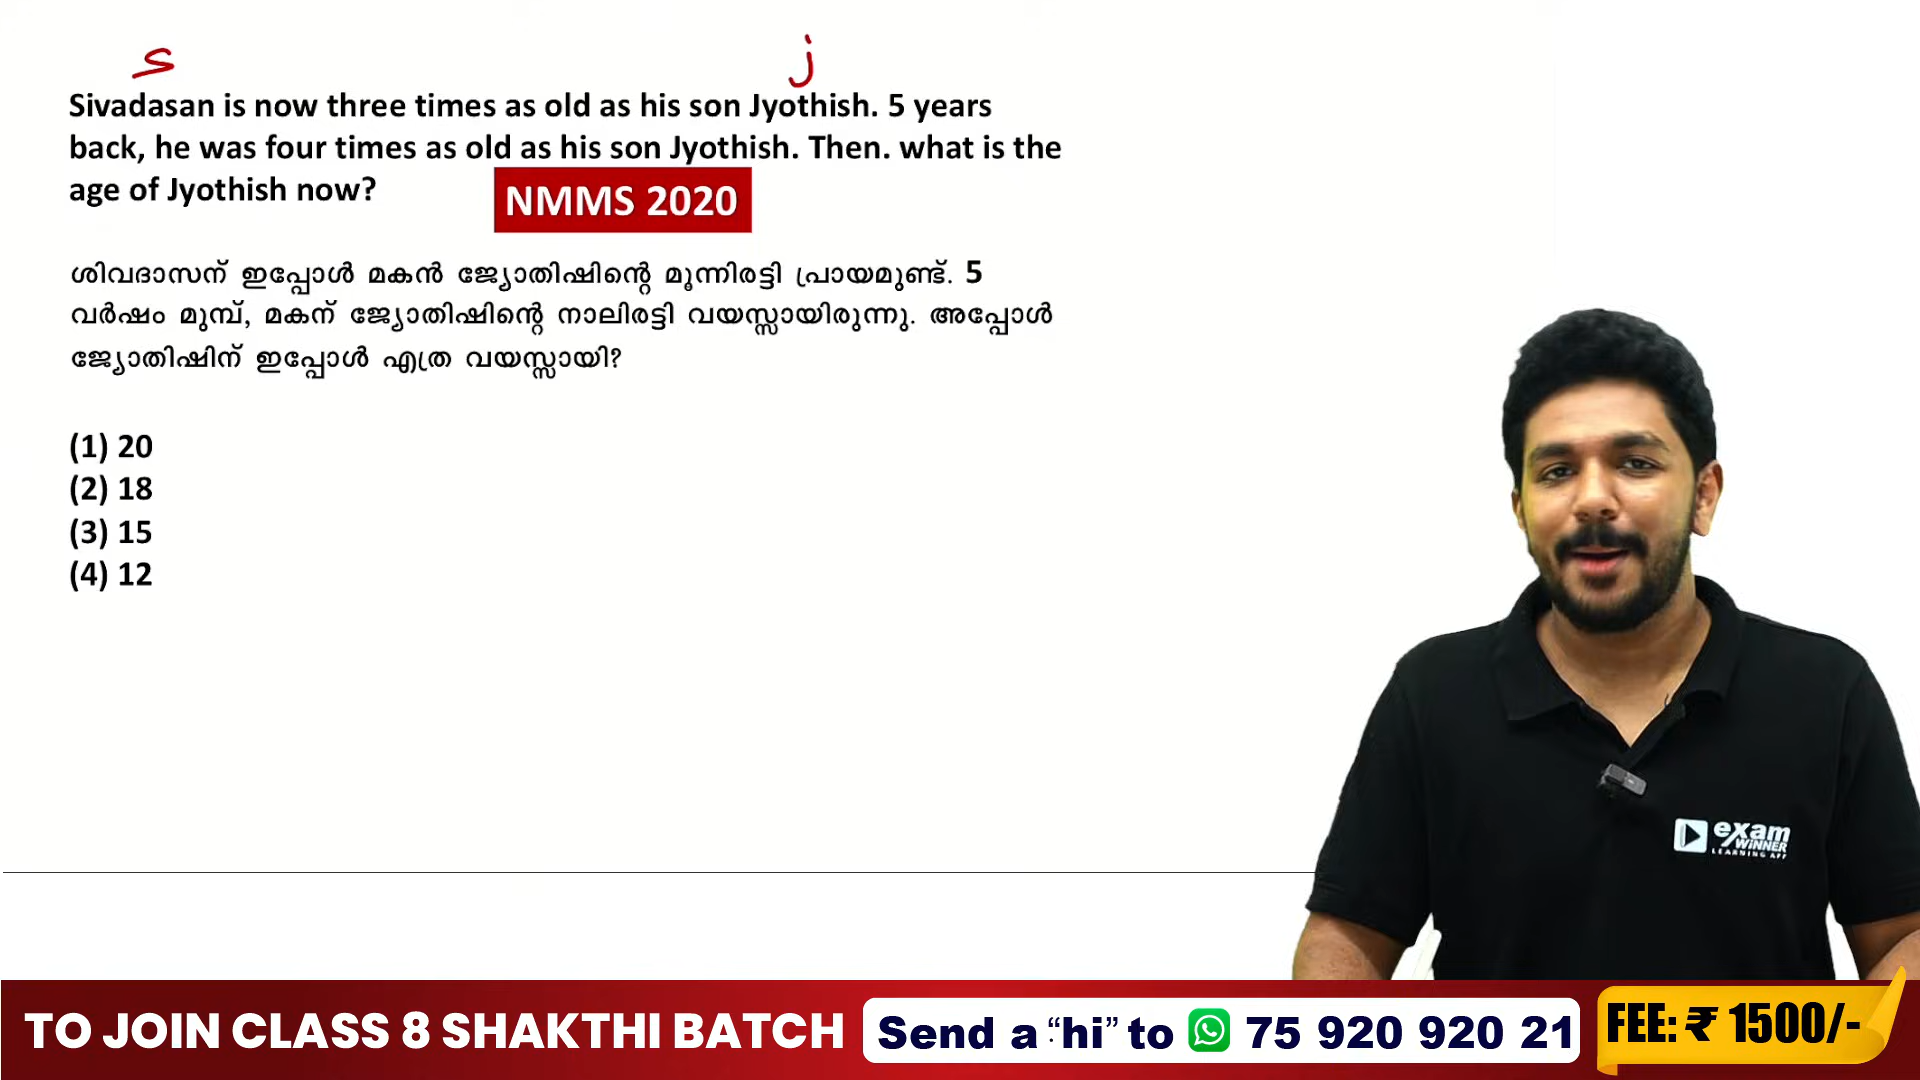 s
j
Sivadasan is now three times as old as his son Jyothish. 5 years
back, he was four times as old as his son Jyothish. Then. what is the
age of Jyothish now?
NMMS 2020
ശിവദാസന് ഇപ്പോൾ മകൻ ജ്യോതിഷിന്റെ മൂന്നിരട്ടി പ്രായമുണ്ട്. 5
വർഷം മുമ്പ്, മകന് ജ്യോതിഷിന്റെ നാലിരട്ടി വയസ്സായിരുന്നു. അപ്പോൾ
ജ്യോതിഷിന് ഇപ്പോൾ എത്ര വയസ്സായി?
(1) 20
(2) 18
(3) 15
(4) 12
exam
WINNER
LEARNING APP
TO JOIN CLASS 8 SHAKTHI BATCH
Send a “hi” to 75 920 920 21
FEE: ₹ 1500/-